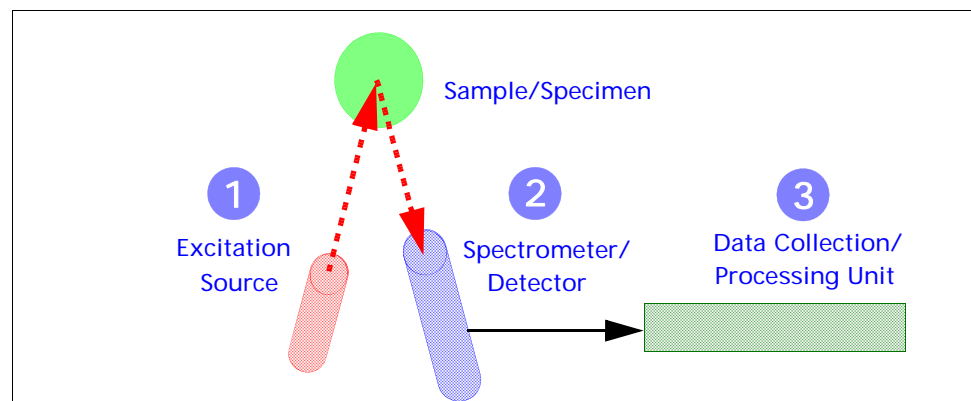 Sample/Specimen
1
Excitation
Source
2
Spectrometer/
Detector
3
Data Collection/
Processing Unit